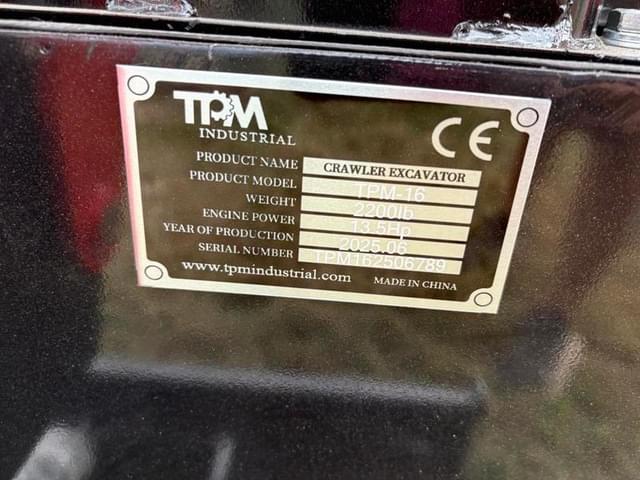 TPM
INDUSTRIAL
CE
PRODUCT NAME CRAWLER EXCAVATOR
PRODUCT MODEL TPM-16
WEIGHT 2200lb
ENGINE POWER 13.5Hp
YEAR OF PRODUCTION 2025.06
SERIAL NUMBER TPM162506789
www.tpmindustrial.com MADE IN CHINA